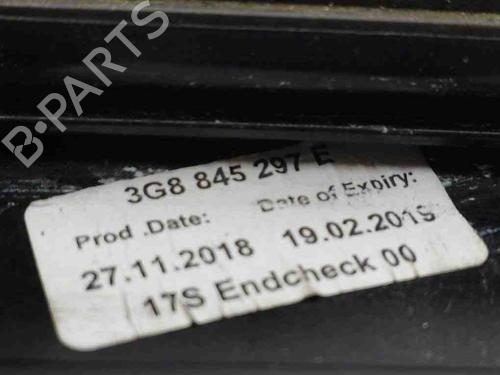 B-PARTS
3G8 845 297 E
Prod .Date: Date of Expiry:
27.11.2018 19.02.2019
17S Endcheck 00